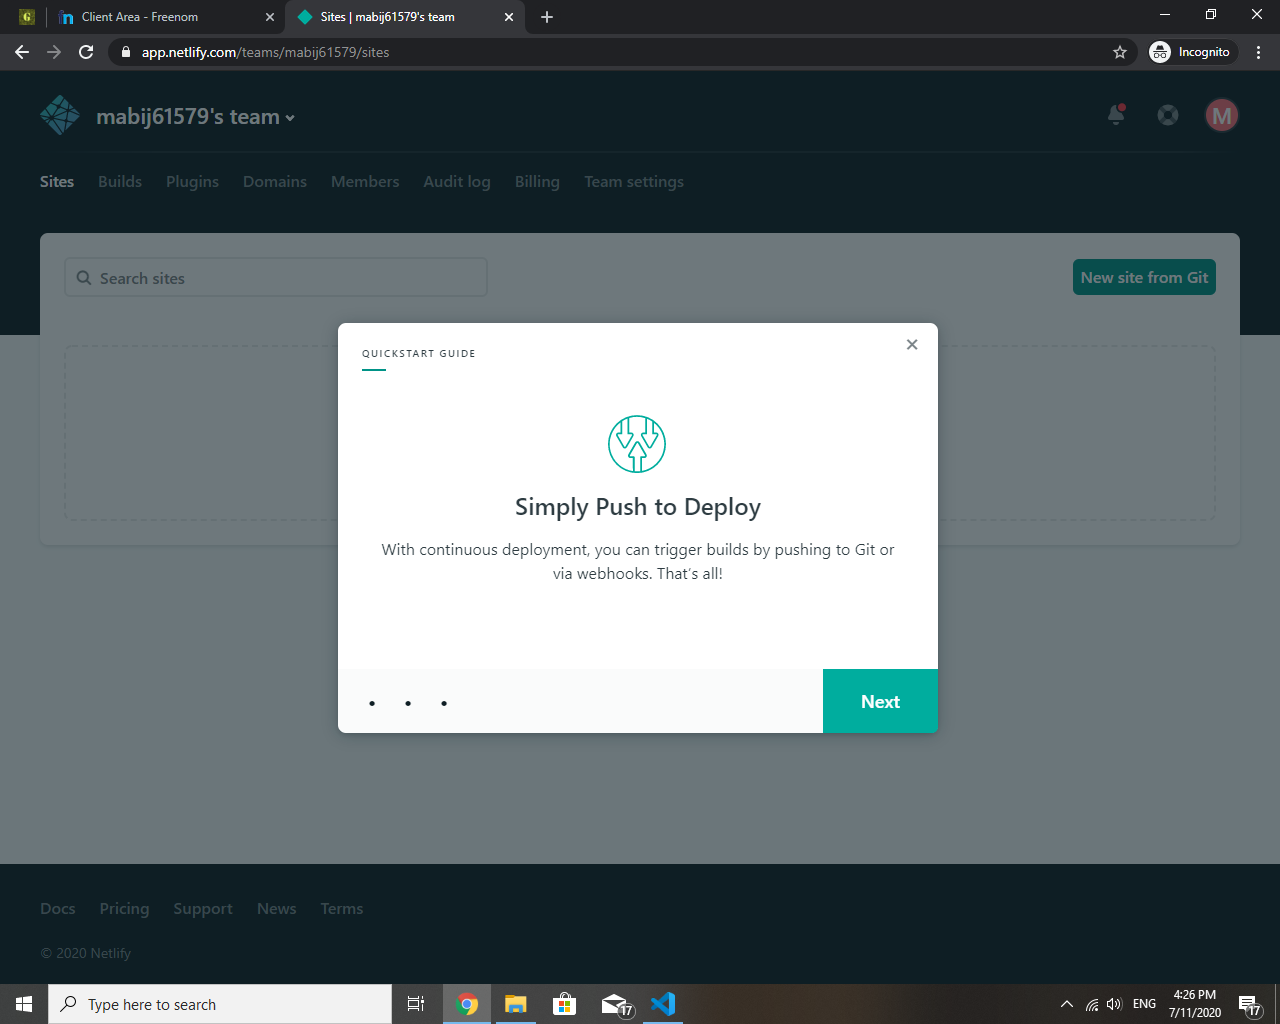 Client Area - Freenom
Sites | mabij61579's team
app.netlify.com/teams/mabij61579/sites
Incognito
mabij61579's team
M
Sites Builds Plugins Domains Members Audit log Billing Team settings
Search sites
New site from Git
QUICKSTART GUIDE
Simply Push to Deploy
With continuous deployment, you can trigger builds by pushing to Git or
via webhooks. That’s all!
Next
Docs Pricing Support News Terms
© 2020 Netlify
Type here to search
17
ENG
4:26 PM
7/11/2020
17